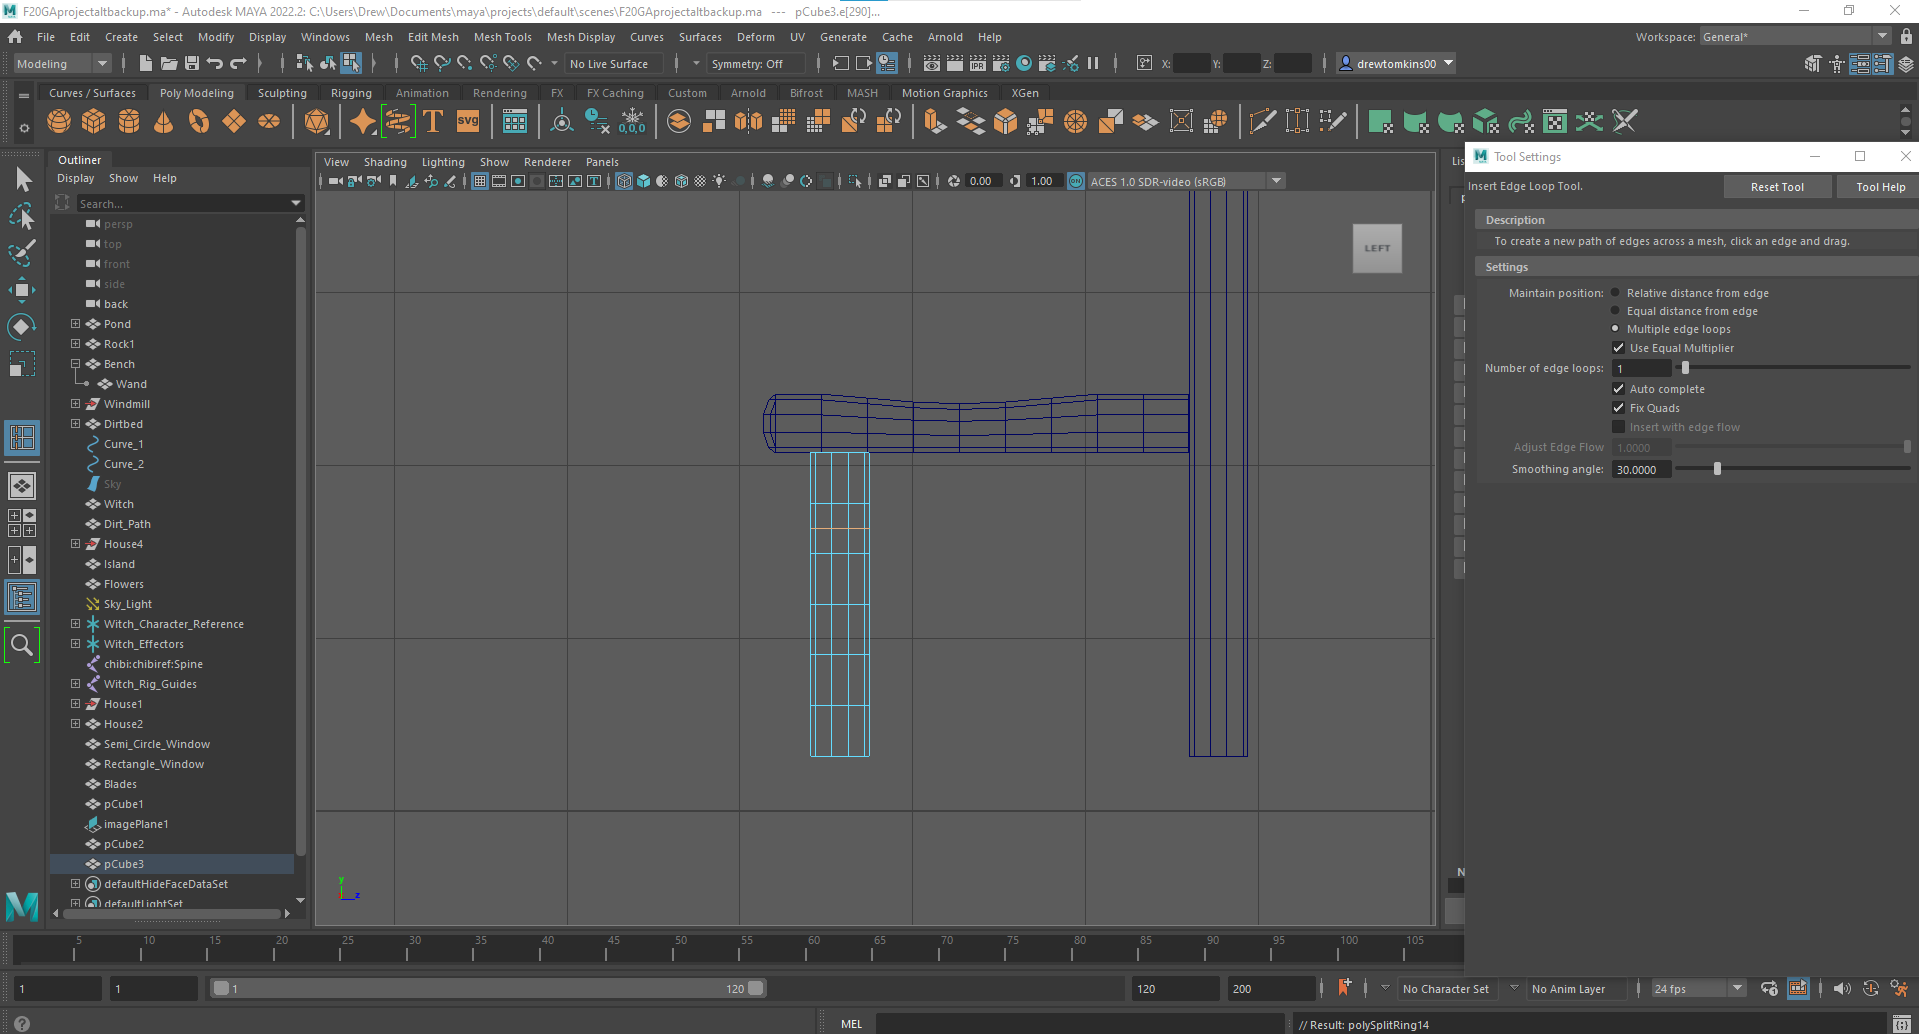 F20GAprojectaltbackup.ma* - Autodesk MAYA 2022.2: C:\Users\Drew\Documents\maya\projects\default\scenes\F20GAprojectaltbackup.ma --- pCube3.e[290]...
File Edit Create Select Modify Display Windows Mesh Edit Mesh Mesh Tools Mesh Display Curves Surfaces Deform UV Generate Cache Arnold Help
Workspace: General*
Modeling No Live Surface Symmetry: Off X: Y: Z: drewtomkins00
Curves / Surfaces Poly Modeling Sculpting Rigging Animation Rendering FX FX Caching Custom Arnold Bifrost MASH Motion Graphics XGen
T svg 0,0,0
Outliner
Display Show Help
Search...
persp
top
front
side
back
Pond
Rock1
Bench
Wand
Windmill
Dirtbed
Curve_1
Curve_2
Sky
Witch
Dirt_Path
House4
Island
Flowers
Sky_Light
Witch_Character_Reference
Witch_Effectors
chibi:chibiref:Spine
Witch_Rig_Guides
House1
House2
Semi_Circle_Window
Rectangle_Window
Blades
pCube1
imagePlane1
pCube2
pCube3
defaultHideFaceDataSet
defaultLightSet
View Shading Lighting Show Renderer Panels
0.00 1.00 ON ACES 1.0 SDR-video (sRGB)
LEFT
y
z
Lis
N
Tool Settings
Insert Edge Loop Tool. Reset Tool Tool Help
Description
To create a new path of edges across a mesh, click an edge and drag.
Settings
Maintain position: Relative distance from edge
Equal distance from edge
Multiple edge loops
Use Equal Multiplier
Number of edge loops: 1
Auto complete
Fix Quads
Insert with edge flow
Adjust Edge Flow 1.0000
Smoothing angle: 30.0000
5 10 15 20 25 30 35 40 45 50 55 60 65 70 75 80 85 90 95 100 105
1 1 1 120 120 200 No Character Set No Anim Layer 24 fps
MEL // Result: polySplitRing14